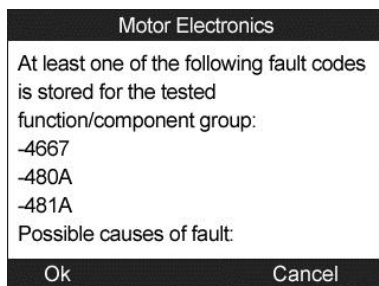 Motor Electronics
At least one of the following fault codes
is stored for the tested
function/component group:
-4667
-480A
-481A
Possible causes of fault:
Ok Cancel